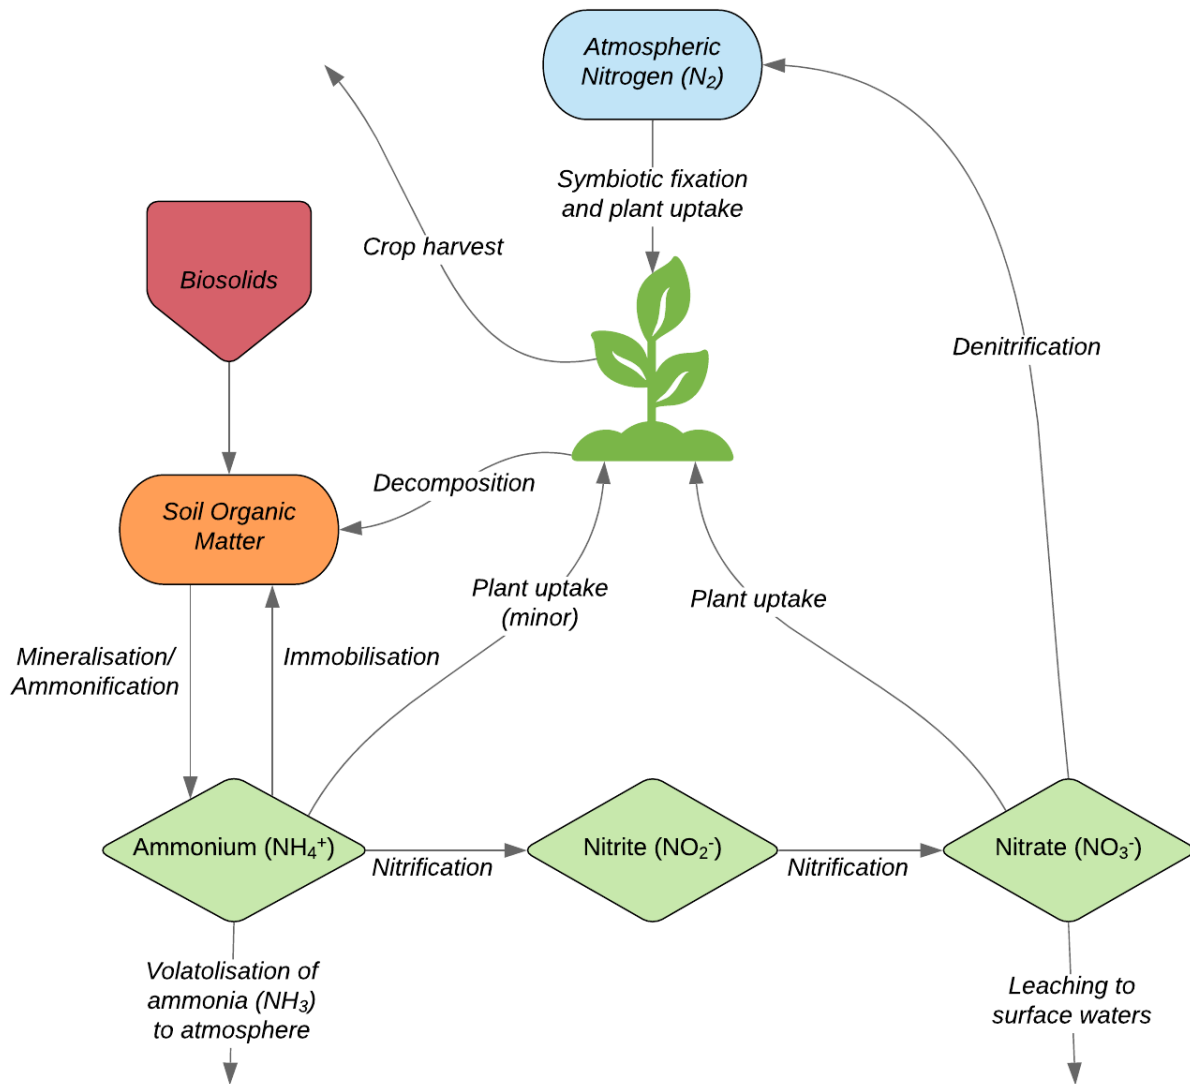 Atmospheric
Nitrogen (N₂)
Symbiotic fixation
and plant uptake
Crop harvest
Biosolids
Denitrification
Decomposition
Soil Organic
Matter
Plant uptake
(minor)
Plant uptake
Mineralisation/
Ammonification
Immobilisation
Ammonium (NH₄⁺)
Nitrification
Nitrite (NO₂⁻)
Nitrification
Nitrate (NO₃⁻)
Volatolisation of
ammonia (NH₃)
to atmosphere
Leaching to
surface waters